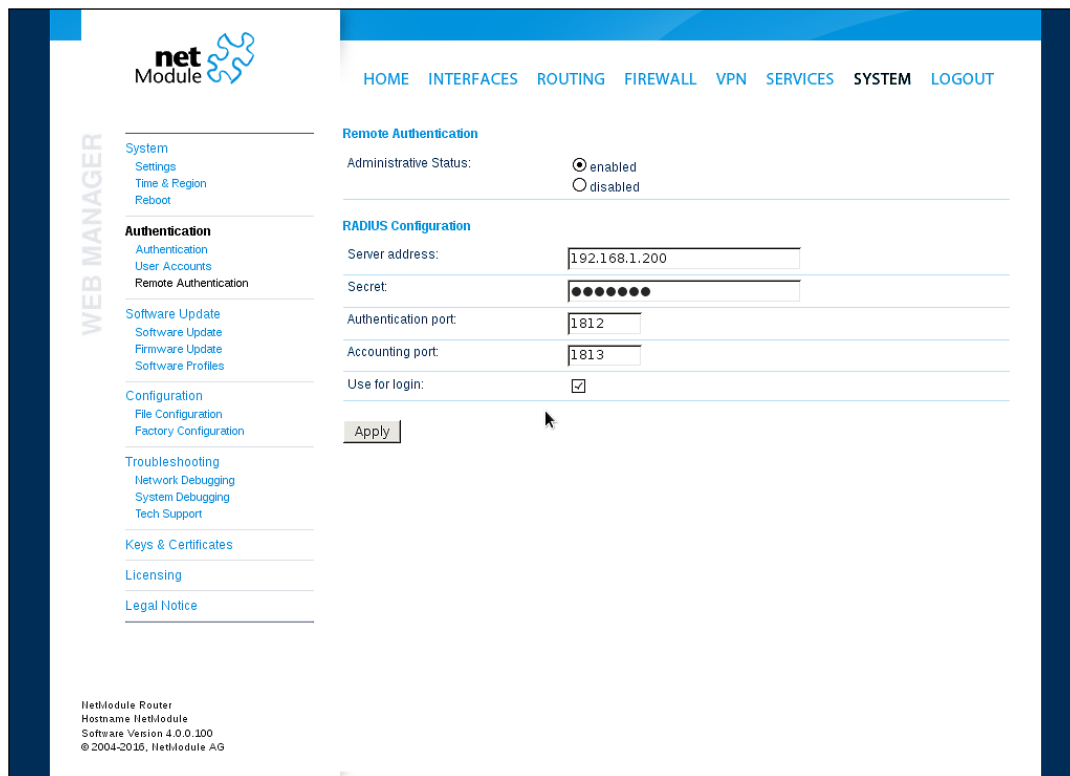 net
Module
HOME INTERFACES ROUTING FIREWALL VPN SERVICES SYSTEM LOGOUT
WEB MANAGER
System
Settings
Time & Region
Reboot
Authentication
Authentication
User Accounts
Remote Authentication
Software Update
Software Update
Firmware Update
Software Profiles
Configuration
File Configuration
Factory Configuration
Troubleshooting
Network Debugging
System Debugging
Tech Support
Keys & Certificates
Licensing
Legal Notice
Remote Authentication
Administrative Status:
enabled
disabled
RADIUS Configuration
Server address: 192.168.1.200
Secret: ●●●●●●●
Authentication port: 1812
Accounting port: 1813
Use for login:
Apply
NetModule Router
Hostname NetModule
Software Version 4.0.0.100
© 2004-2016, NetModule AG